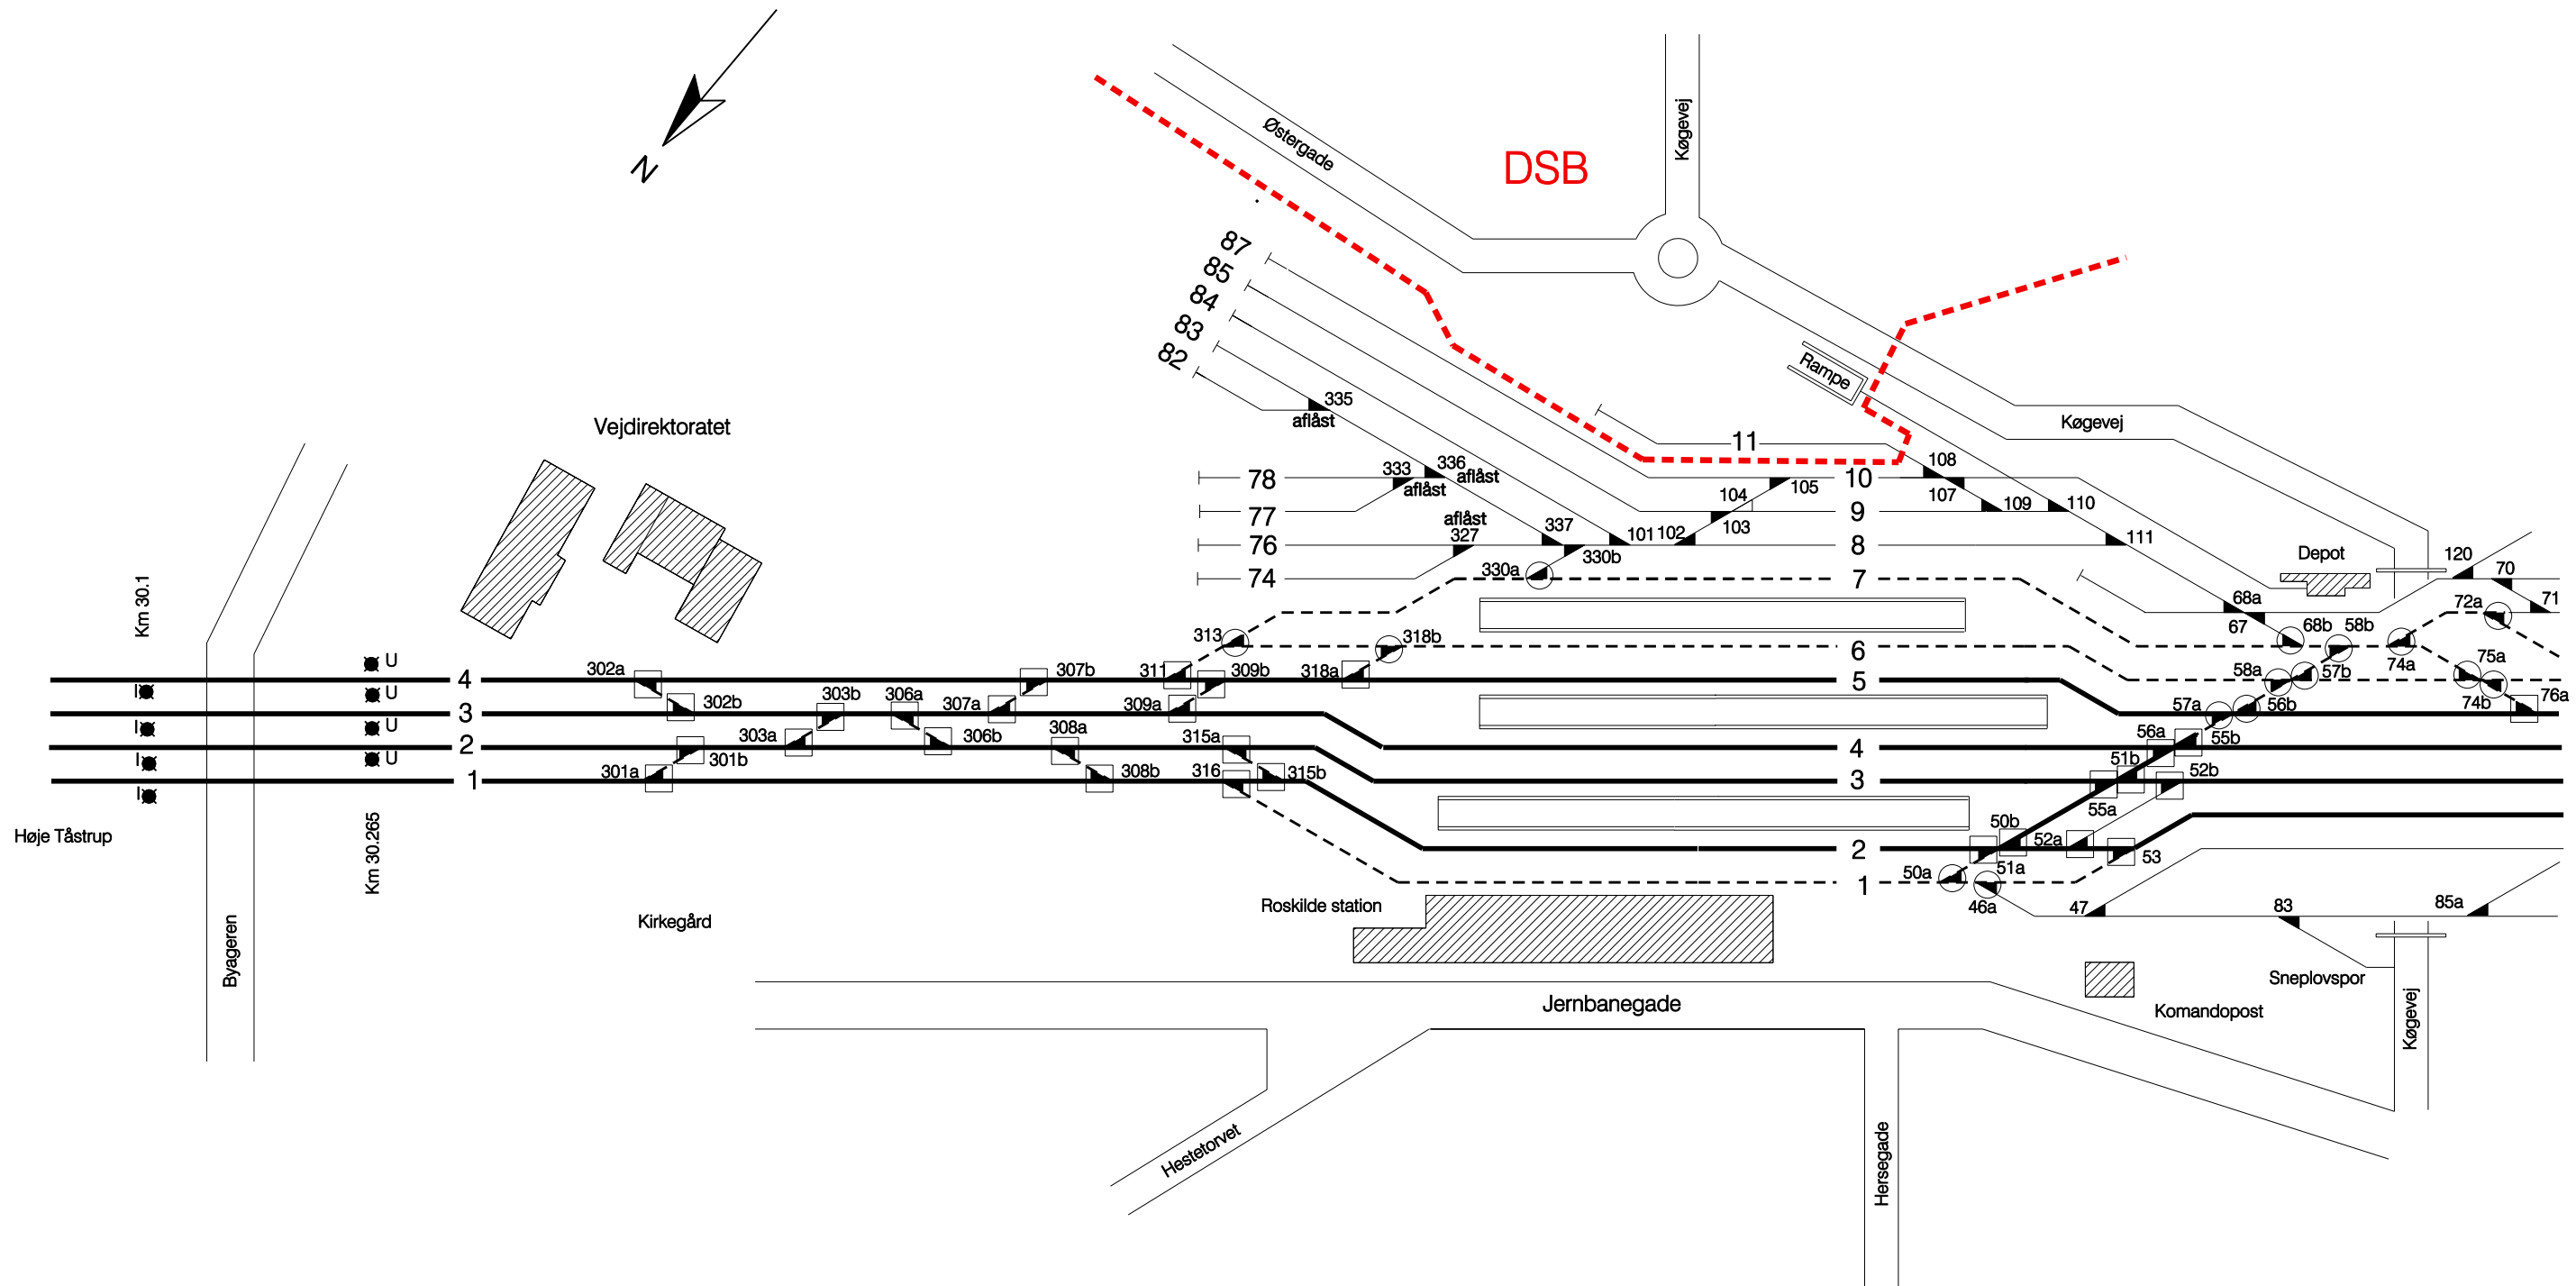 N
Østergade
Køgevej
DSB
87
85
84
83
82
Rampe
Køgevej
335
aflåst
Vejdirektoratet
11
78
333
336
aflåst
aflåst
10
108
105
104
107
109
110
77
103
9
aflåst
76
327
337
101
102
330b
8
111
Depot
120
74
330a
7
70
Km 30.1
68a
72a
71
67
68b
58b
313
318b
6
U
302a
307b
311
309b
318a
58a
57b
74a
75a
4
5
I
U
302b
303b
306a
307a
309a
57a
56b
74b
76a
3
I
U
303a
306b
308a
315a
56a
55b
2
4
I
U
301b
301a
308b
316
315b
51b
52b
1
3
I
55a
Høje Tåstrup
Km 30.265
50b
52a
2
53
51a
50a
1
46a
47
83
85a
Kirkegård
Roskilde station
Byageren
Sneplovspor
Jernbanegade
Komandopost
Køgevej
Hestetorvet
Hersegade